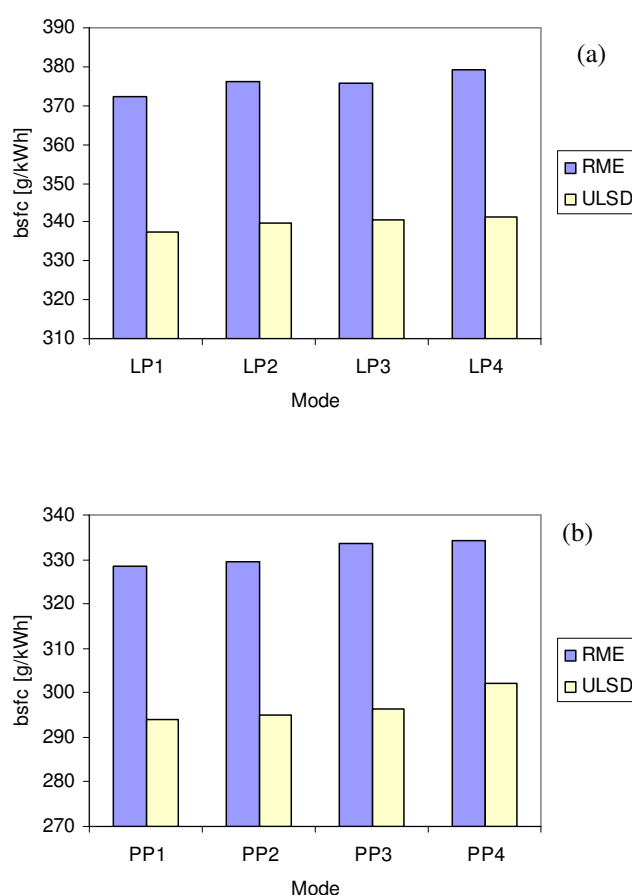 (a)
bsfc [g/kWh]
390
380
370
360
350
340
330
320
310
LP1 LP2 LP3 LP4
Mode
RME
ULSD
(b)
bsfc [g/kWh]
340
330
320
310
300
290
280
270
PP1 PP2 PP3 PP4
Mode
RME
ULSD